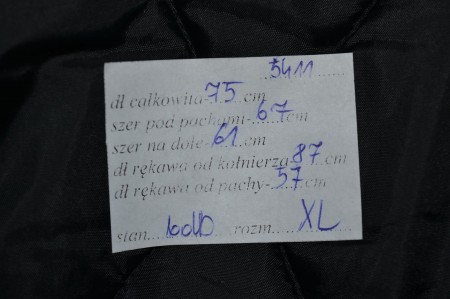 5411
dł całkowita-75 cm
szer pod pachami-67 cm
szer na dole-61 cm
dł rękawa od kołnierza-87 cm
dł rękawa od pachy-57 cm
stan.... rozm....XL